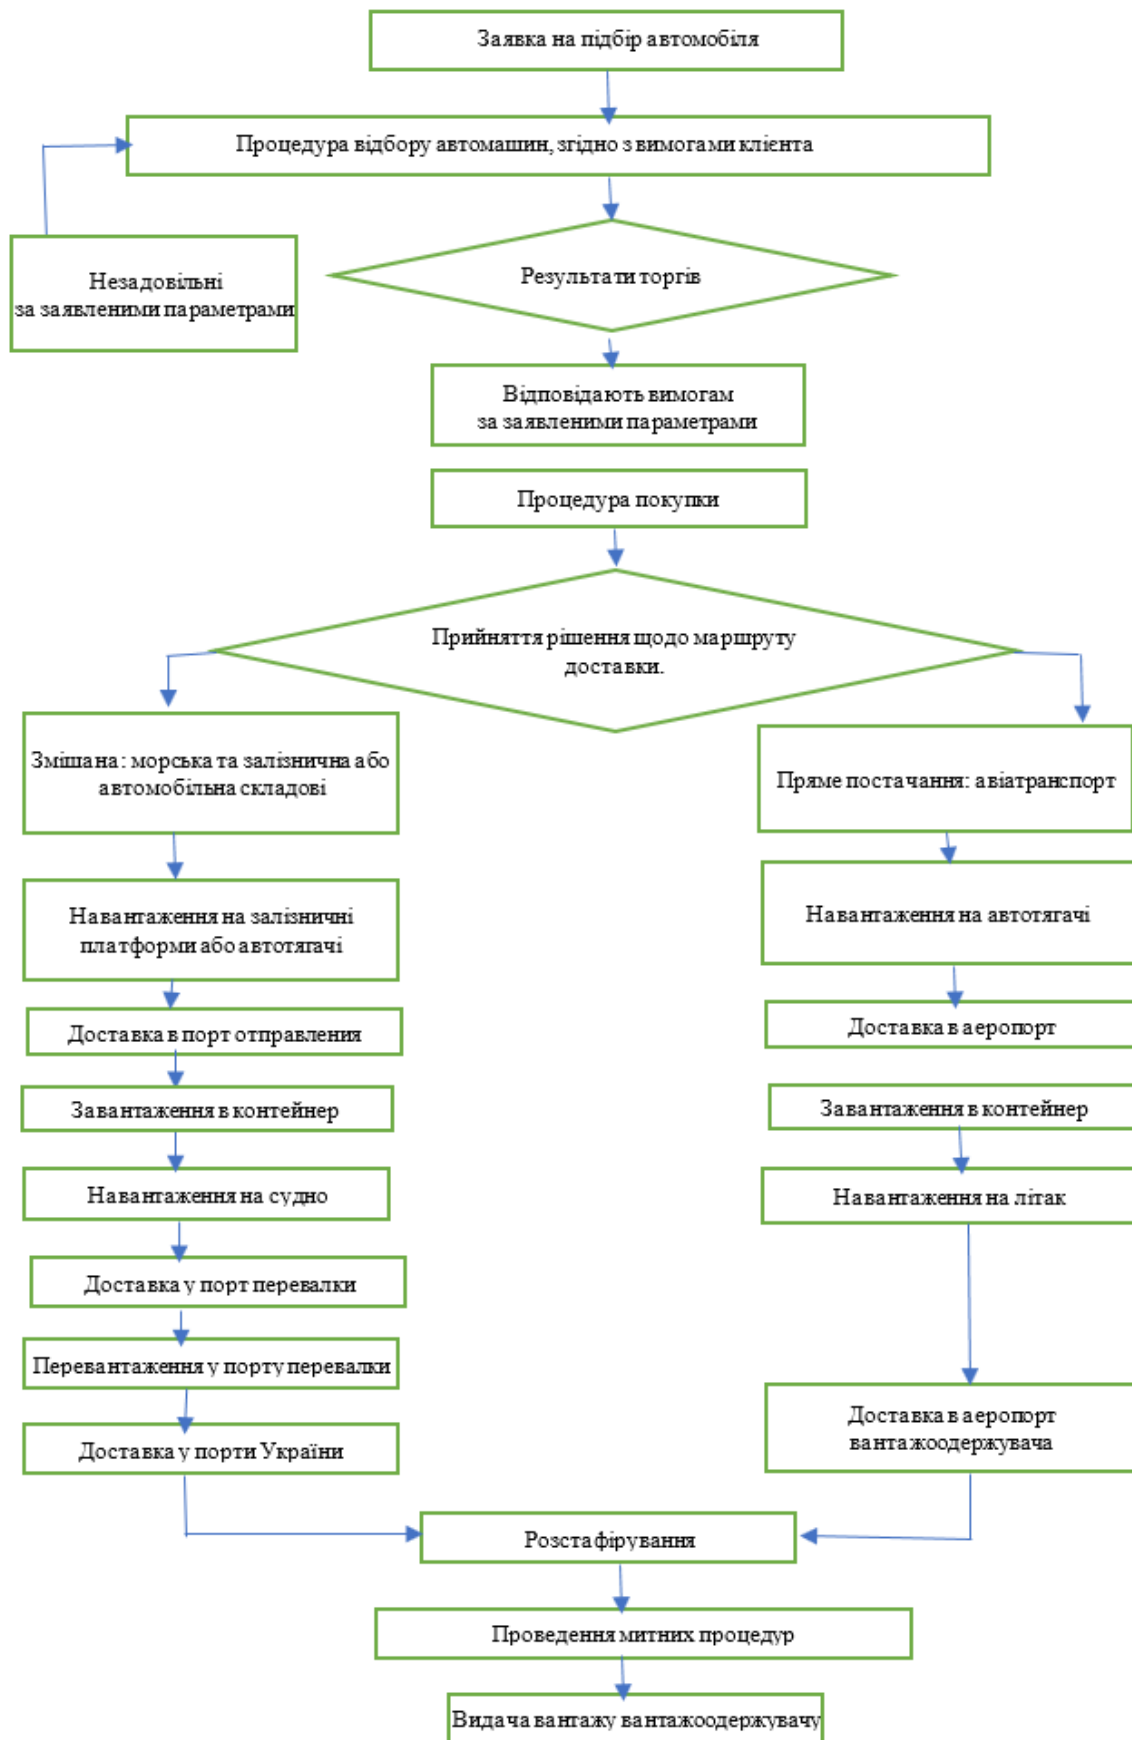 Заявка на підбір автомобіля
Процедура відбору автомашин, згідно з вимогами клієнта
Незадовільні
за заявленими параметрами
Результати торгів
Відповідають вимогам
за заявленими параметрами
Процедура покупки
Прийняття рішення щодо маршруту
доставки.
Змішана: морська та залізнична або
автомобільна складові
Навантаження на залізничні
платформи або автотягачі
Доставка в порт отправлення
Завантаження в контейнер
Навантаження на судно
Доставка у порт перевалки
Перевантаження у порту перевалки
Доставка у порти України
Пряме постачання: авіатранспорт
Навантаження на автотягачі
Доставка в аеропорт
Завантаження в контейнер
Навантаження на літак
Доставка в аеропорт
вантажоодержувача
Розстафірування
Проведення митних процедур
Видача вантажу вантажоодержувачу